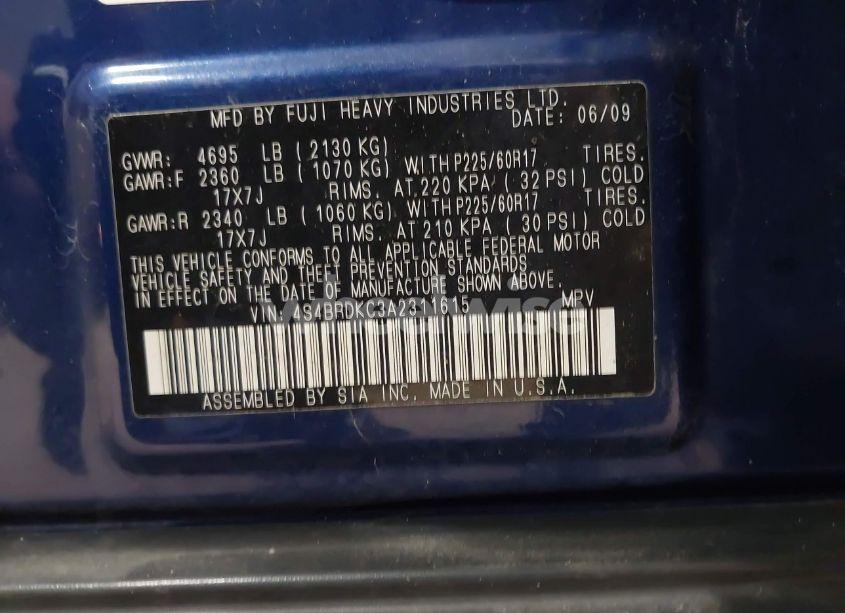 MFD BY FUJI HEAVY INDUSTRIES LTD.
DATE: 06/09
GVWR: 4695 LB (2130 KG)
GAWR:F 2360 LB (1070 KG) WITH P225/60R17 TIRES.
17X7J RIMS. AT 220 KPA (32 PSI) COLD
GAWR:R 2340 LB (1060 KG) WITH P225/60R17 TIRES.
17X7J RIMS. AT 210 KPA (30 PSI) COLD
THIS VEHICLE CONFORMS TO ALL APPLICABLE FEDERAL MOTOR
VEHICLE SAFETY AND THEFT PREVENTION STANDARDS
IN EFFECT ON THE DATE OF MANUFACTURE SHOWN ABOVE.
VIN 4S4BRDKC3A2311615 MPV
ASSEMBLED BY SIA INC, MADE IN U.S.A.